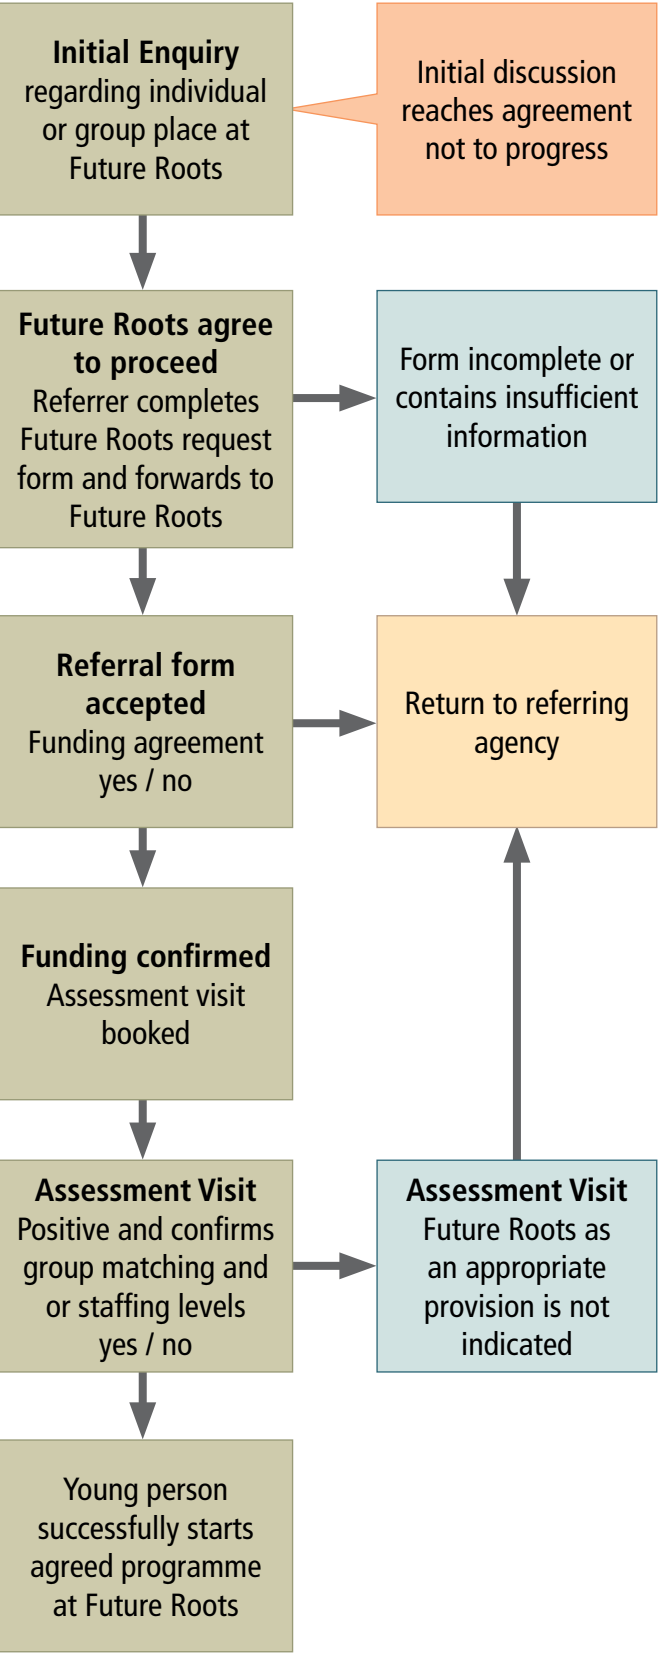 Initial Enquiry
regarding individual
or group place at
Future Roots
Initial discussion
reaches agreement
not to progress
Future Roots agree
to proceed
Referrer completes
Future Roots request
form and forwards to
Future Roots
Form incomplete or
contains insufficient
information
Referral form
accepted
Funding agreement
yes / no
Return to referring
agency
Funding confirmed
Assessment visit
booked
Assessment Visit
Positive and confirms
group matching and
or staffing levels
yes / no
Assessment Visit
Future Roots as
an appropriate
provision is not
indicated
Young person
successfully starts
agreed programme
at Future Roots